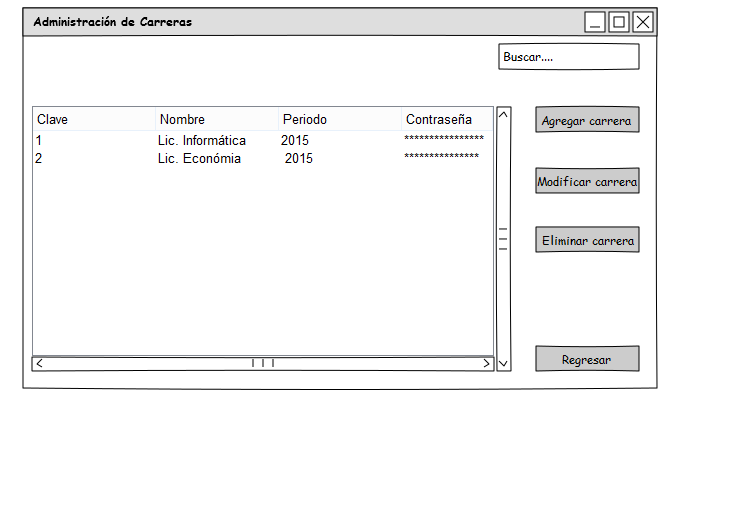 Administración de Carreras
Buscar....
Clave Nombre Periodo Contraseña
1 Lic. Informática 2015 ****************
2 Lic. Económia 2015 ***************
Agregar carrera
Modificar carrera
Eliminar carrera
Regresar